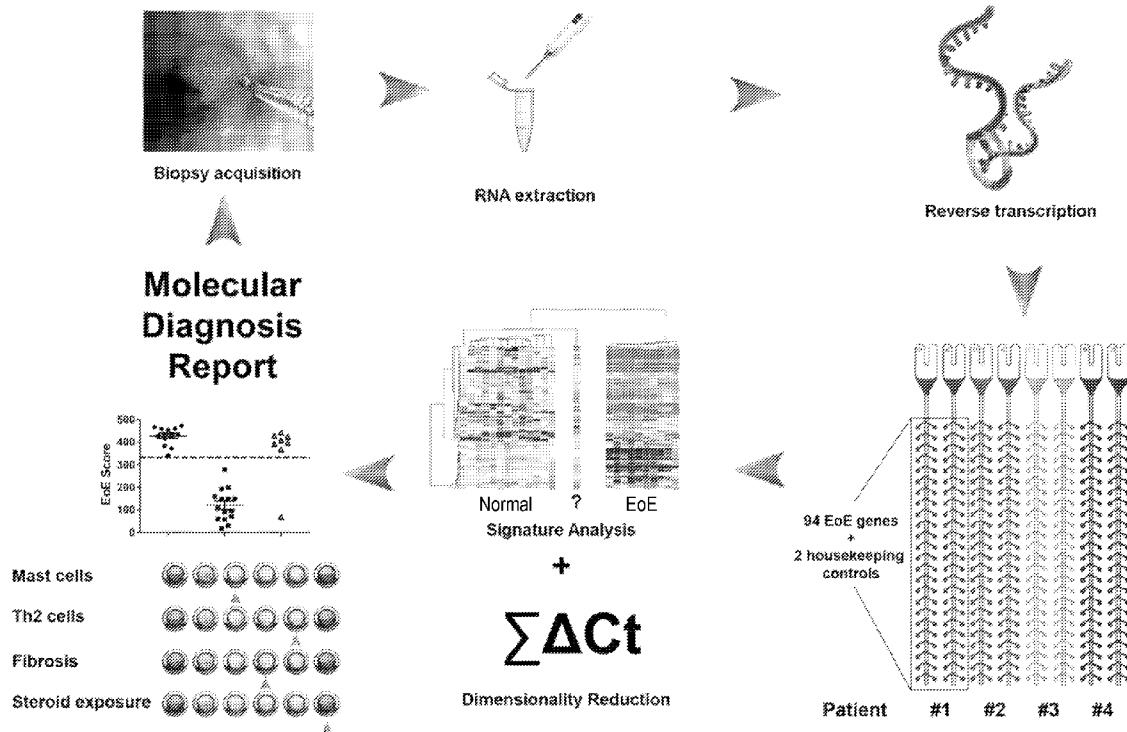 Biopsy acquisition
RNA extraction
Reverse transcription
Molecular
Diagnosis
Report
EoE Score
500
400
300
200
100
0
Mast cells
Th2 cells
Fibrosis
Steroid exposure
Normal ? EoE
Signature Analysis
+
∑ΔCt
Dimensionality Reduction
94 EoE genes
+
2 housekeeping
controls
Patient #1 #2 #3 #4